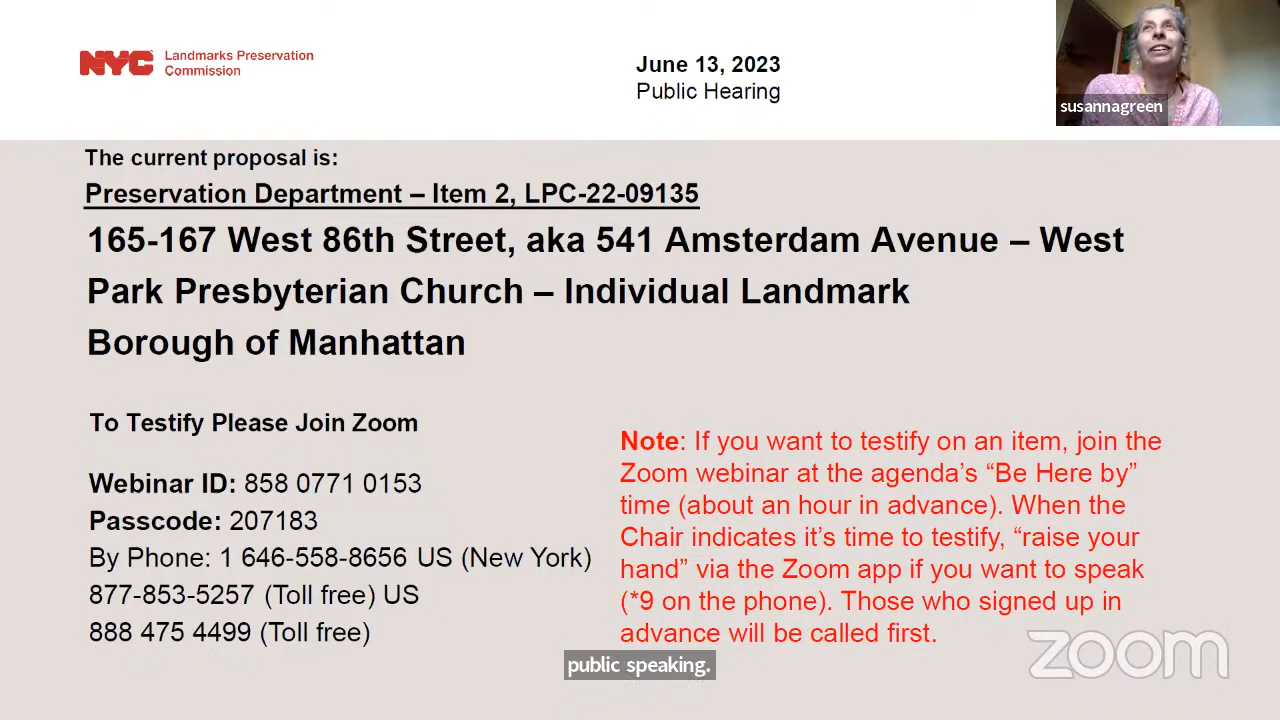 NYC Landmarks Preservation
Commission
June 13, 2023
Public Hearing
susannagreen
The current proposal is:
Preservation Department – Item 2, LPC-22-09135
165-167 West 86th Street, aka 541 Amsterdam Avenue – West
Park Presbyterian Church – Individual Landmark
Borough of Manhattan
To Testify Please Join Zoom
Webinar ID: 858 0771 0153
Passcode: 207183
By Phone: 1 646-558-8656 US (New York)
877-853-5257 (Toll free) US
888 475 4499 (Toll free)
Note: If you want to testify on an item, join the
Zoom webinar at the agenda’s “Be Here by”
time (about an hour in advance). When the
Chair indicates it’s time to testify, “raise your
hand” via the Zoom app if you want to speak
(*9 on the phone). Those who signed up in
advance will be called first.
public speaking.
zoom